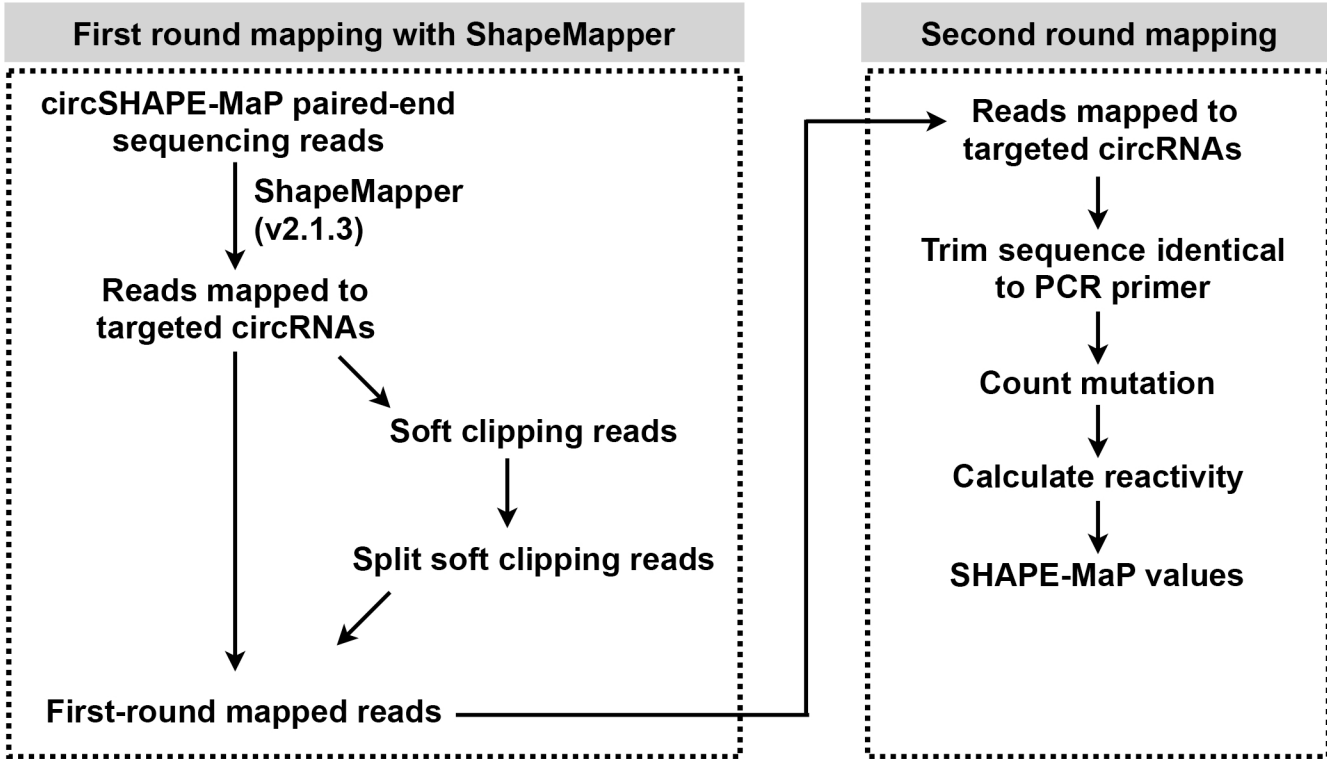 First round mapping with ShapeMapper
circSHAPE-MaP paired-end
sequencing reads
ShapeMapper
(v2.1.3)
Reads mapped to
targeted circRNAs
Soft clipping reads
Split soft clipping reads
First-round mapped reads
Second round mapping
Reads mapped to
targeted circRNAs
Trim sequence identical
to PCR primer
Count mutation
Calculate reactivity
SHAPE-MaP values